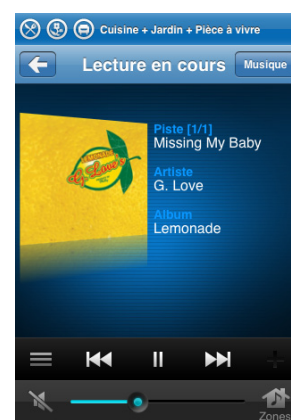 Cuisine + Jardin + Pièce à vivre
Lecture en cours
Musique
Piste [1/1]
Missing My Baby
Artiste
G. Love
Album
Lemonade
G. Love's
Zones